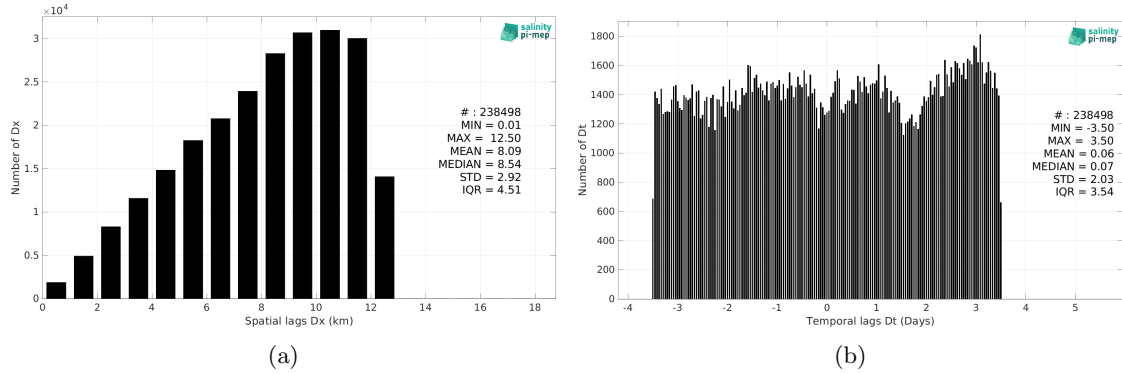 ×10⁴
salinity
pi-mep
3
2.5
2
1.5
1
0.5
0
Number of Dx
# : 238498
MIN = 0.01
MAX = 12.50
MEAN = 8.09
MEDIAN = 8.54
STD = 2.92
IQR = 4.51
0 2 4 6 8 10 12 14 16 18
Spatial lags Dx (km)
(a)
salinity
pi-mep
1800
1600
1400
1200
1000
800
600
400
200
0
Number of Dt
# : 238498
MIN = -3.50
MAX = 3.50
MEAN = 0.06
MEDIAN = 0.07
STD = 2.03
IQR = 3.54
-4 -3 -2 -1 0 1 2 3 4 5
Temporal lags Dt (Days)
(b)